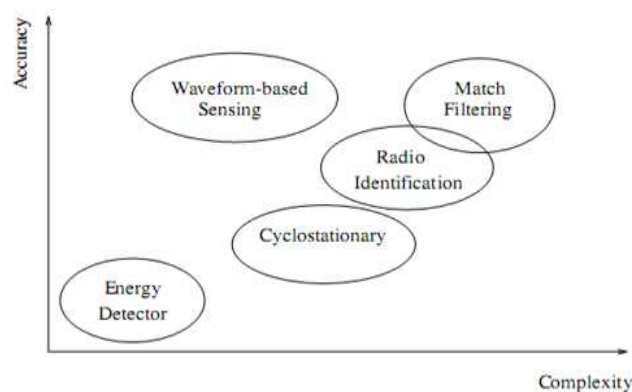 Accuracy
Waveform-based
Sensing
Match
Filtering
Radio
Identification
Cyclostationary
Energy
Detector
Complexity